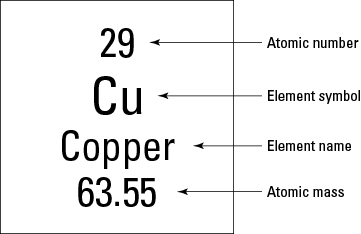 29 Atomic number
Cu Element symbol
Copper Element name
63.55 Atomic mass